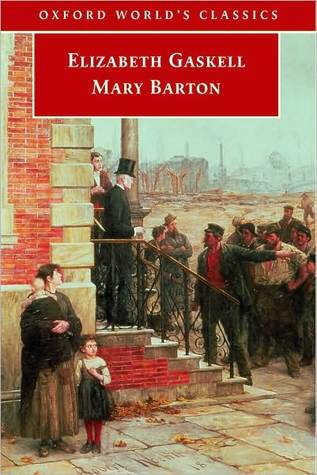 OXFORD WORLD'S CLASSICS
ELIZABETH GASKELL
MARY BARTON